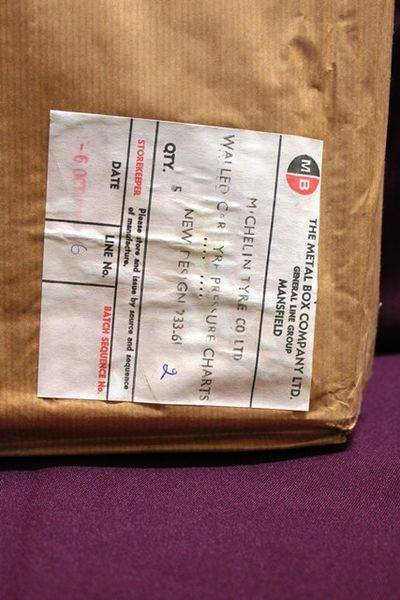 MB
THE METAL BOX COMPANY LTD.
GENERAL LINE GROUP
MANSFIELD
MICHELIN TYRE CO LTD
WALLED CAR TYRE PRESSURE CHARTS
QTY. 5 NEW DESIGN 2
STOREKEEPER Please store and issue by source and sequence of manufacture.
DATE LINE No. BATCH SEQUENCE No.
-6 OCT 6